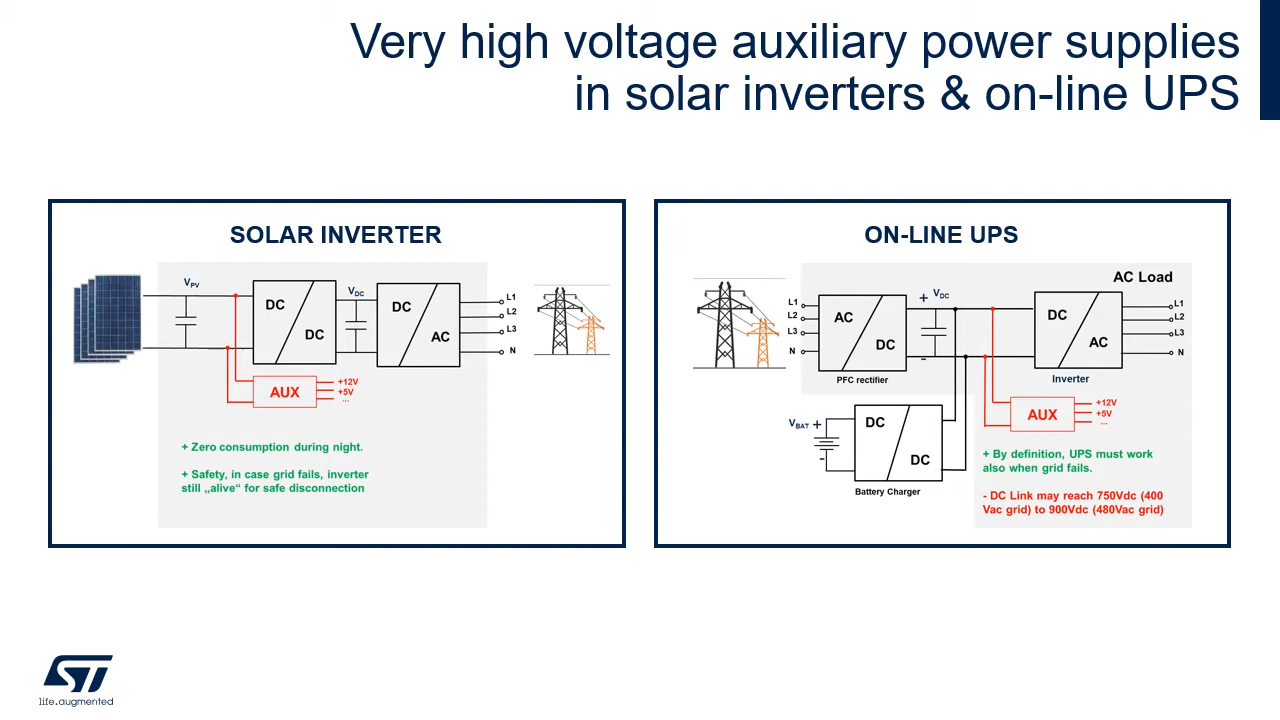 Very high voltage auxiliary power supplies
in solar inverters & on-line UPS
SOLAR INVERTER
VPV
DC
DC
VDC
DC
AC
L1
L2
L3
N
AUX
+12V
+5V
...
+ Zero consumption during night.
+ Safety, in case grid fails, inverter
still „alive“ for safe disconnection
ON-LINE UPS
AC Load
L1
L2
L3
N
AC
DC
PFC rectifier
+ VDC
-
DC
AC
Inverter
L1
L2
L3
N
VBAT +
-
DC
DC
Battery Charger
AUX
+12V
+5V
...
+ By definition, UPS must work
also when grid fails.
- DC Link may reach 750Vdc (400
Vac grid) to 900Vdc (480Vac grid)
ST
life.augmented